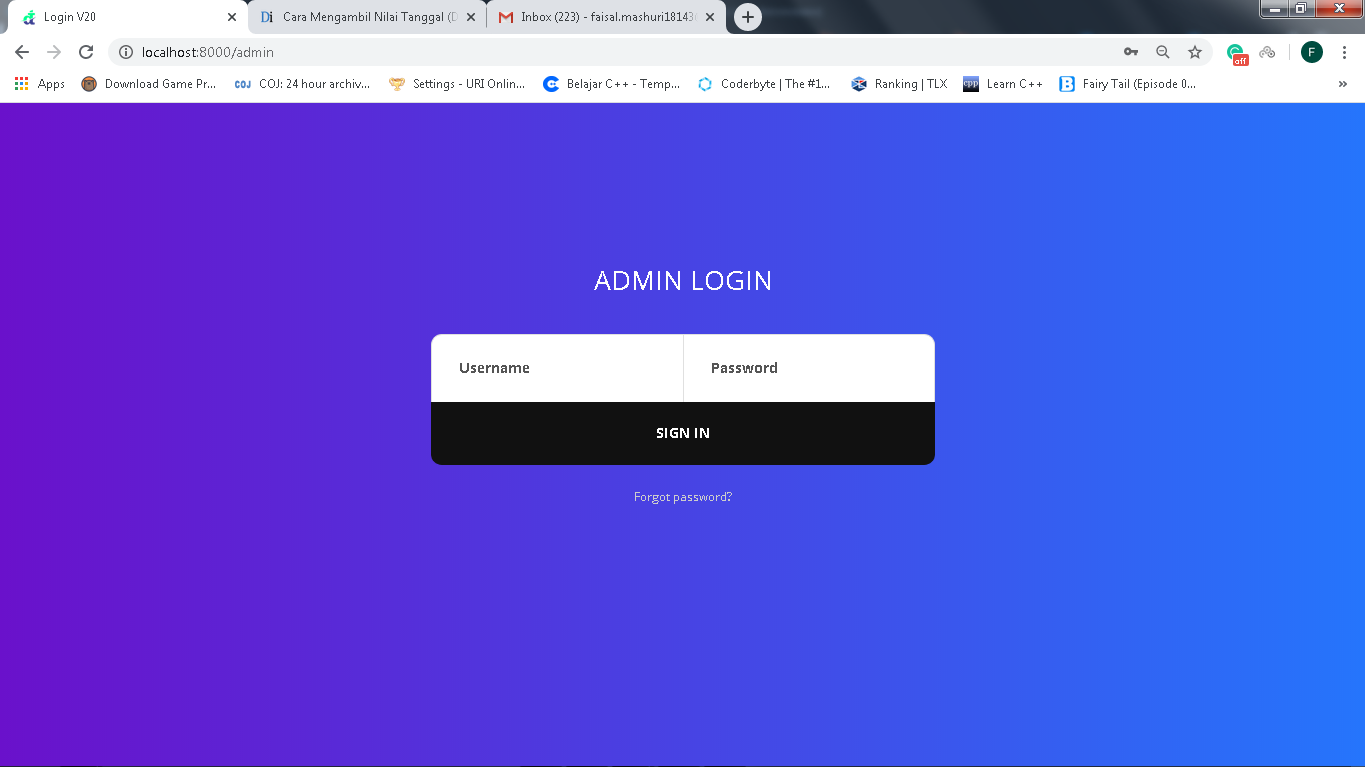 Login V20
Di Cara Mengambil Nilai Tanggal (D
Inbox (223) - faisal.mashuri18143
localhost:8000/admin
off
F
Apps
Download Game Pr...
COJ COJ: 24 hour archiv...
Settings - URI Onlin...
Belajar C++ - Temp...
Coderbyte | The #1...
Ranking | TLX
cpp Learn C++
Fairy Tail (Episode 0...
»
ADMIN LOGIN
Username
Password
SIGN IN
Forgot password?